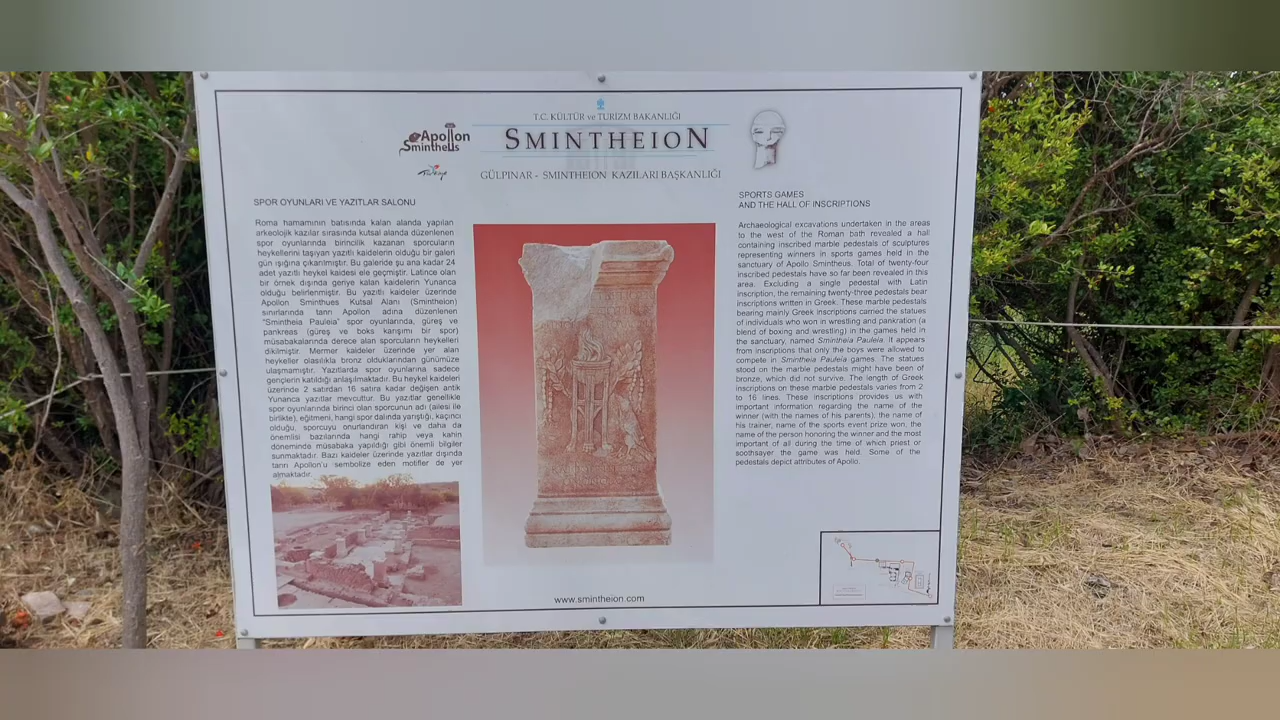 T.C. KÜLTÜR ve TURİZM BAKANLIĞI
Apollon
Smintheus
SMINTHEION
Türkiye
GÜLPINAR - SMINTHEION KAZILARI BAŞKANLIĞI
SPOR OYUNLARI VE YAZITLAR SALONU
Roma hamamının batısında kalan alanda yapılan
arkeolojik kazılar sırasında kutsal alanda düzenlenen
spor oyunlarında birincilik kazanan sporcuların
heykellerini taşıyan yazıtlı kaidelerin olduğu bir galeri
gün ışığına çıkarılmıştır. Bu galeride şu ana kadar 24
adet yazıtlı heykel kaidesi ele geçmiştir. Latince olan
bir örnek dışında geriye kalan kaidelerin Yunanca
olduğu belirlenmiştir. Bu yazıtlı kaideler üzerinde
Apollon Sminthues Kutsal Alanı (Smintheion)
sınırlarında tanrı Apollon adına düzenlenen
"Smintheia Pauleia" spor oyunlarında, güreş ve
pankreas (güreş ve boks karışımı bir spor)
müsabakalarında derece alan sporcuların heykelleri
dikilmiştir. Mermer kaideler üzerinde yer alan
heykeller olasılıkla bronz olduklarından günümüze
ulaşmamıştır. Yazıtlarda spor oyunlarına sadece
gençlerin katıldığı anlaşılmaktadır. Bu heykel kaideleri
üzerinde 2 satırdan 16 satıra kadar değişen antik
Yunanca yazıtlar mevcuttur. Bu yazıtlar genellikle
spor oyunlarında birinci olan sporcunun adı (ailesi ile
birlikte), eğitmeni, hangi spor dalında yarıştığı, kaçıncı
olduğu, sporcuyu onurlandıran kişi ve daha da
önemlisi bazılarında hangi rahip veya kahin
döneminde müsabaka yapıldığı gibi önemli bilgiler
sunmaktadır. Bazı kaideler üzerinde yazıtlar dışında
tanrı Apollon'u sembolize eden motifler de yer
almaktadır.
SPORTS GAMES
AND THE HALL OF INSCRIPTIONS
Archaeological excavations undertaken in the areas
to the west of the Roman bath revealed a hall
containing inscribed marble pedestals of sculptures
representing winners in sports games held in the
sanctuary of Apollo Smintheus. Total of twenty-four
inscribed pedestals have so far been revealed in this
area. Excluding a single pedestal with Latin
inscription, the remaining twenty-three pedestals bear
inscriptions written in Greek. These marble pedestals
bearing mainly Greek inscriptions carried the statues
of individuals who won in wrestling and pankration (a
blend of boxing and wrestling) in the games held in
the sanctuary, named Smintheia Pauleia. It appears
from inscriptions that only the boys were allowed to
compete in Smintheia Pauleia games. The statues
stood on the marble pedestals might have been of
bronze, which did not survive. The length of Greek
inscriptions on these marble pedestals varies from 2
to 16 lines. These inscriptions provide us with
important information regarding the name of the
winner (with the names of his parents), the name of
his trainer, name of the sports event prize won, the
name of the person honoring the winner and the most
important of all during the time of which priest or
soothsayer the game was held. Some of the
pedestals depict attributes of Apollo.
www.smintheion.com